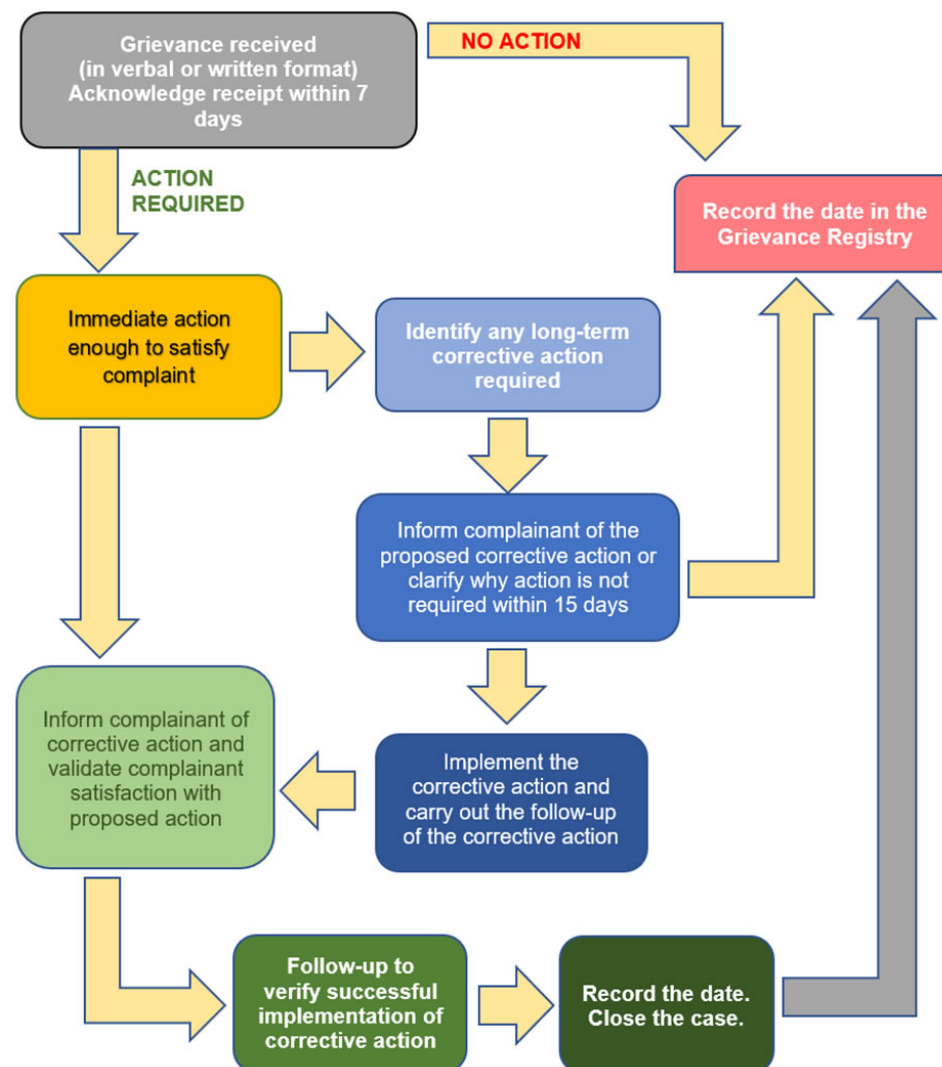 Grievance received
(in verbal or written format)
Acknowledge receipt within 7
days
NO ACTION
ACTION
REQUIRED
Record the date in the
Grievance Registry
Immediate action
enough to satisfy
complaint
Identify any long-term
corrective action
required
Inform complainant of the
proposed corrective action or
clarify why action is not
required within 15 days
Inform complainant of
corrective action and
validate complainant
satisfaction with
proposed action
Implement the
corrective action and
carry out the follow-up
of the corrective action
Follow-up to
verify successful
implementation of
corrective action
Record the date.
Close the case.